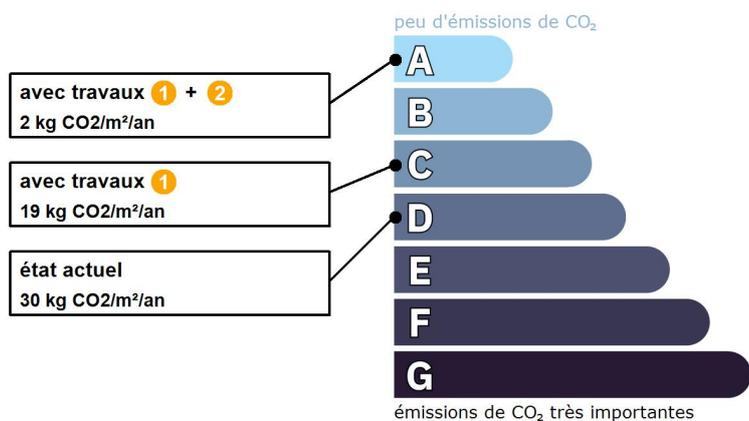 peu d'émissions de CO₂
A
avec travaux 1 + 2
2 kg CO2/m²/an
B
avec travaux 1
19 kg CO2/m²/an
C
D
état actuel
30 kg CO2/m²/an
E
F
G
émissions de CO₂ très importantes